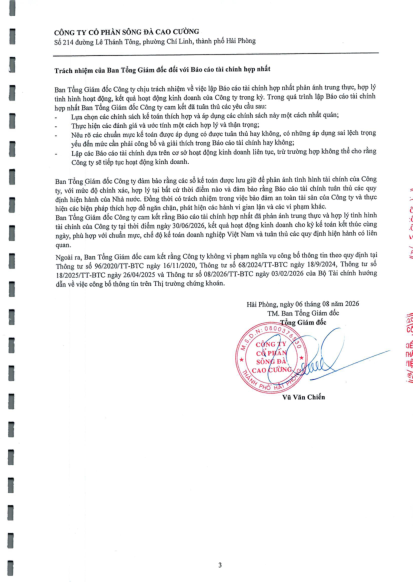 CÔNG TY CỔ PHẦN SÔNG ĐÀ CAO CƯỜNG
Số 214 đường Lê Thánh Tông, phường Chí Linh, thành phố Hải Phòng
Trách nhiệm của Ban Tổng Giám đốc đối với Báo cáo tài chính hợp nhất
Ban Tổng Giám đốc Công ty chịu trách nhiệm về việc lập Báo cáo tài chính hợp nhất phản ánh trung thực, hợp lý
tình hình hoạt động, kết quả hoạt động kinh doanh của Công ty trong kỳ. Trong quá trình lập Báo cáo tài chính
hợp nhất Ban Tổng Giám đốc Công ty cam kết đã tuân thủ các yêu cầu sau:
- Lựa chọn các chính sách kế toán thích hợp và áp dụng các chính sách này một cách nhất quán;
- Thực hiện các đánh giá và ước tính một cách hợp lý và thận trọng;
- Nêu rõ các chuẩn mực kế toán được áp dụng có được tuân thủ hay không, có những áp dụng sai lệch trọng
yếu đến mức cần phải công bố và giải thích trong Báo cáo tài chính hay không;
- Lập các Báo cáo tài chính dựa trên cơ sở hoạt động kinh doanh liên tục, trừ trường hợp không thể cho rằng
Công ty sẽ tiếp tục hoạt động kinh doanh.
Ban Tổng Giám đốc Công ty đảm bảo rằng các sổ kế toán được lưu giữ để phản ánh tình hình tài chính của Công
ty, với mức độ chính xác, hợp lý tại bất cứ thời điểm nào và đảm bảo rằng Báo cáo tài chính tuân thủ các quy
định hiện hành của Nhà nước. Đồng thời có trách nhiệm trong việc bảo đảm an toàn tài sản của Công ty và thực
hiện các biện pháp thích hợp để ngăn chặn, phát hiện các hành vi gian lận và các vi phạm khác.
Ban Tổng Giám đốc Công ty cam kết rằng Báo cáo tài chính hợp nhất đã phản ánh trung thực và hợp lý tình hình
tài chính của Công ty tại thời điểm ngày 30/06/2026, kết quả hoạt động kinh doanh cho kỳ kế toán kết thúc cùng
ngày, phù hợp với chuẩn mực, chế độ kế toán doanh nghiệp Việt Nam và tuân thủ các quy định hiện hành có liên
quan.
Ngoài ra, Ban Tổng Giám đốc cam kết rằng Công ty không vi phạm nghĩa vụ công bố thông tin theo quy định tại
Thông tư số 96/2020/TT-BTC ngày 16/11/2020, Thông tư số 68/2024/TT-BTC ngày 18/9/2024, Thông tư số
18/2025/TT-BTC ngày 26/04/2025 và Thông tư số 08/2026/TT-BTC ngày 03/02/2026 của Bộ Tài chính hướng
dẫn về việc công bố thông tin trên Thị trường chứng khoán.
Hải Phòng, ngày 06 tháng 08 năm 2026
TM. Ban Tổng Giám đốc
Tổng Giám đốc
CÔNG TY
CỔ PHẦN
SÔNG ĐÀ
CAO CƯỜNG
THÀNH PHỐ HẢI PHÒNG
Vũ Văn Chiến
3